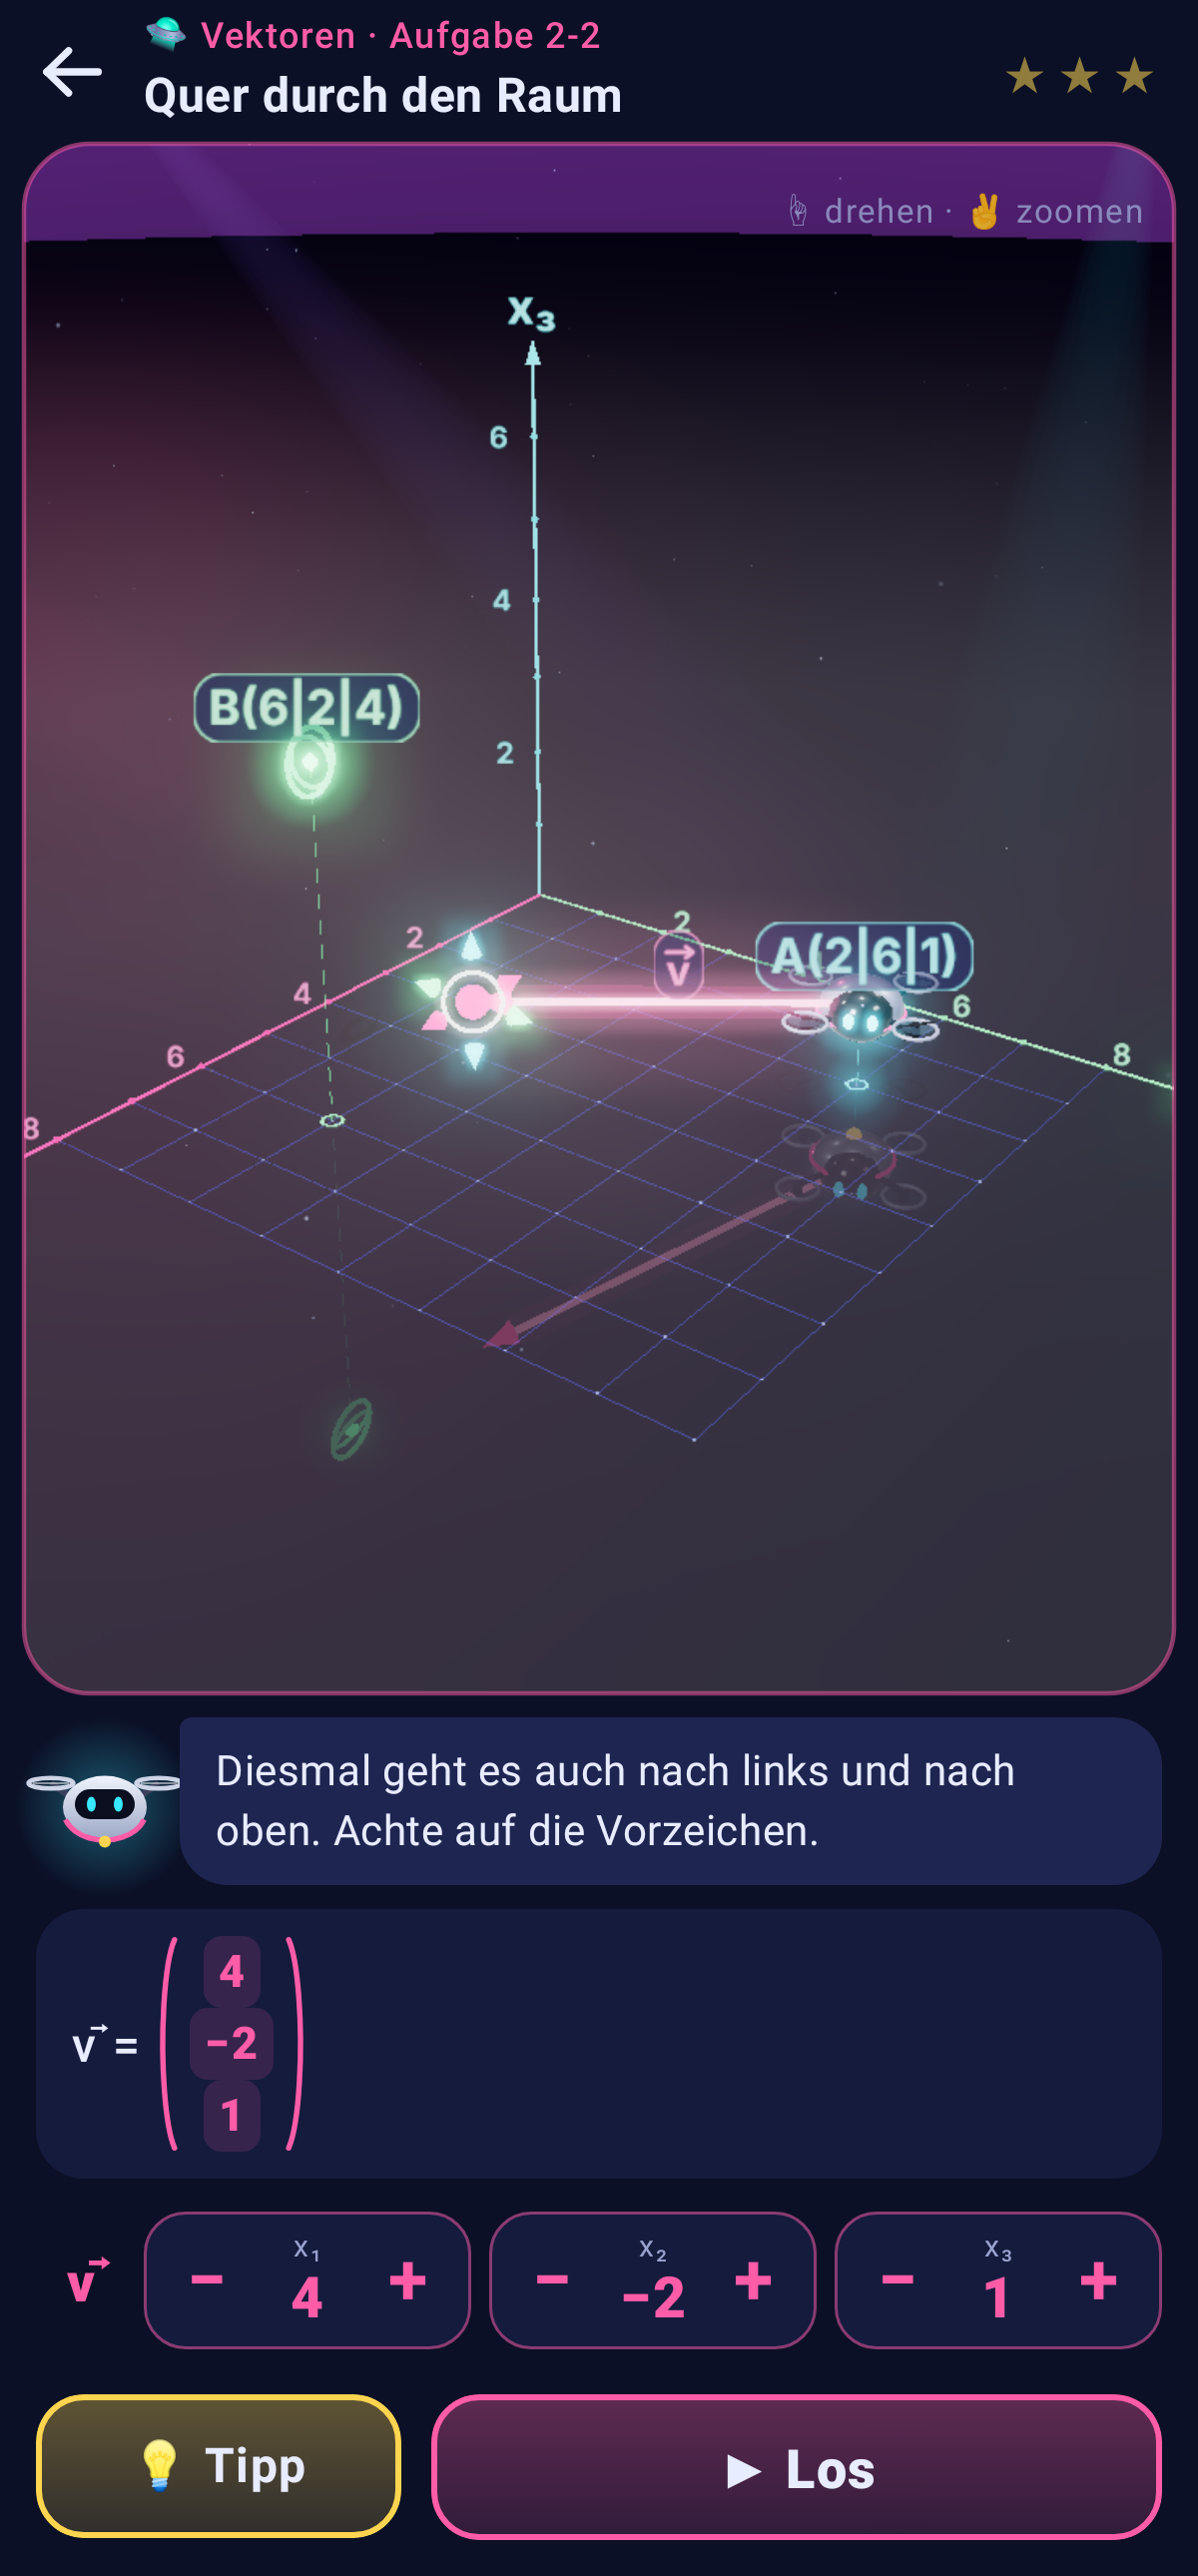 🛸 Vektoren · Aufgabe 2-2
Quer durch den Raum
★ ★ ★
☝ drehen · ✌ zoomen
x₃
6
4
B(6|2|4)
2
2
2
v⃗
A(2|6|1)
4
6
6
8
8
Diesmal geht es auch nach links und nach
oben. Achte auf die Vorzeichen.
v⃗ = ( 4
−2
1 )
v⃗
x₁
− 4 +
x₂
− −2 +
x₃
− 1 +
💡 Tipp
▶ Los